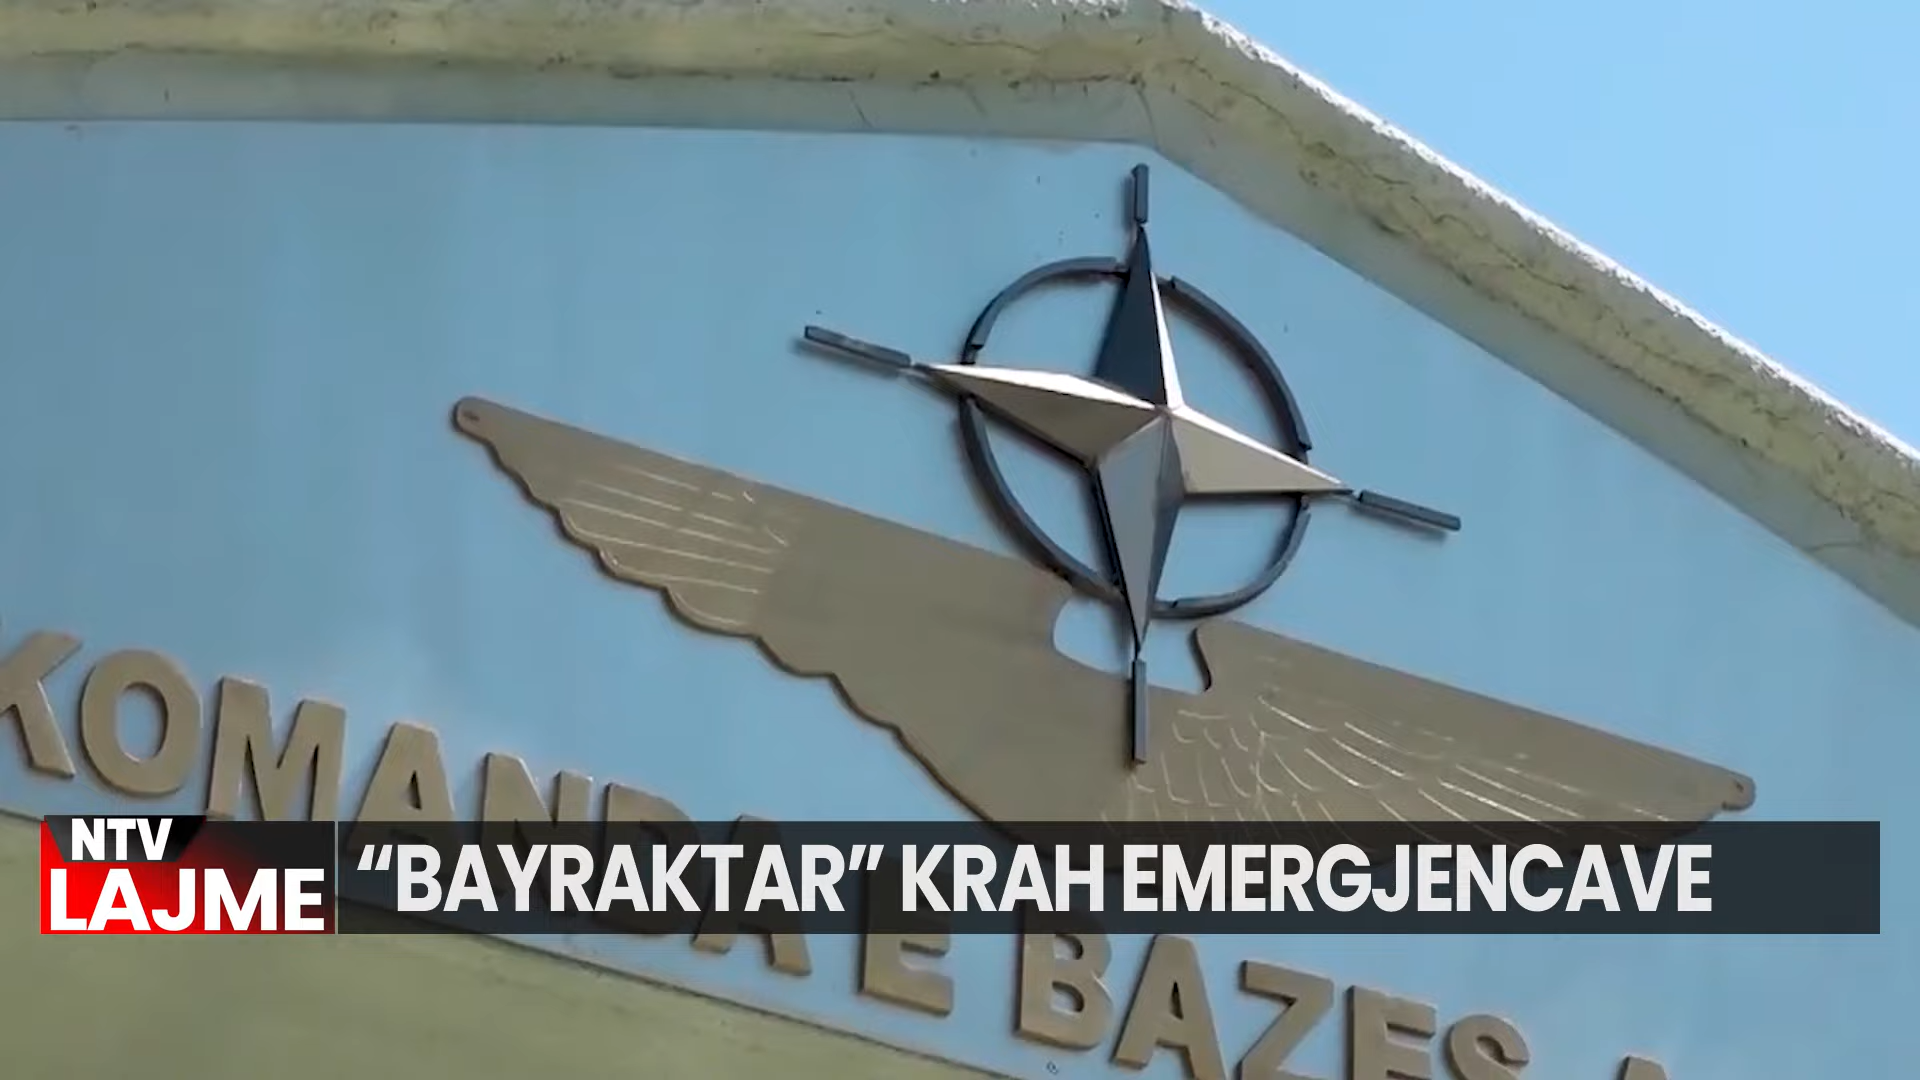 KOMANDA E BAZES A
NTV
LAJME
“BAYRAKTAR” KRAH EMERGJENCAVE